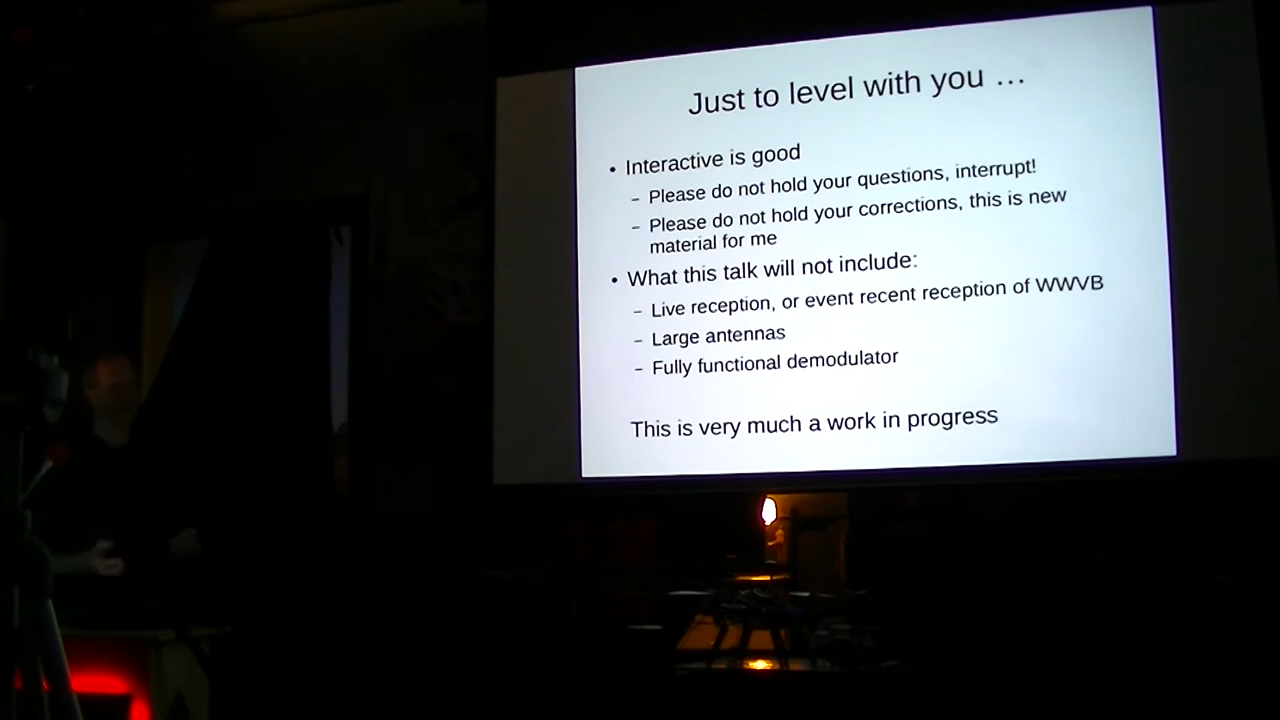 Just to level with you …
• Interactive is good
– Please do not hold your questions, interrupt!
– Please do not hold your corrections, this is new
material for me
• What this talk will not include:
– Live reception, or event recent reception of WWVB
– Large antennas
– Fully functional demodulator
This is very much a work in progress